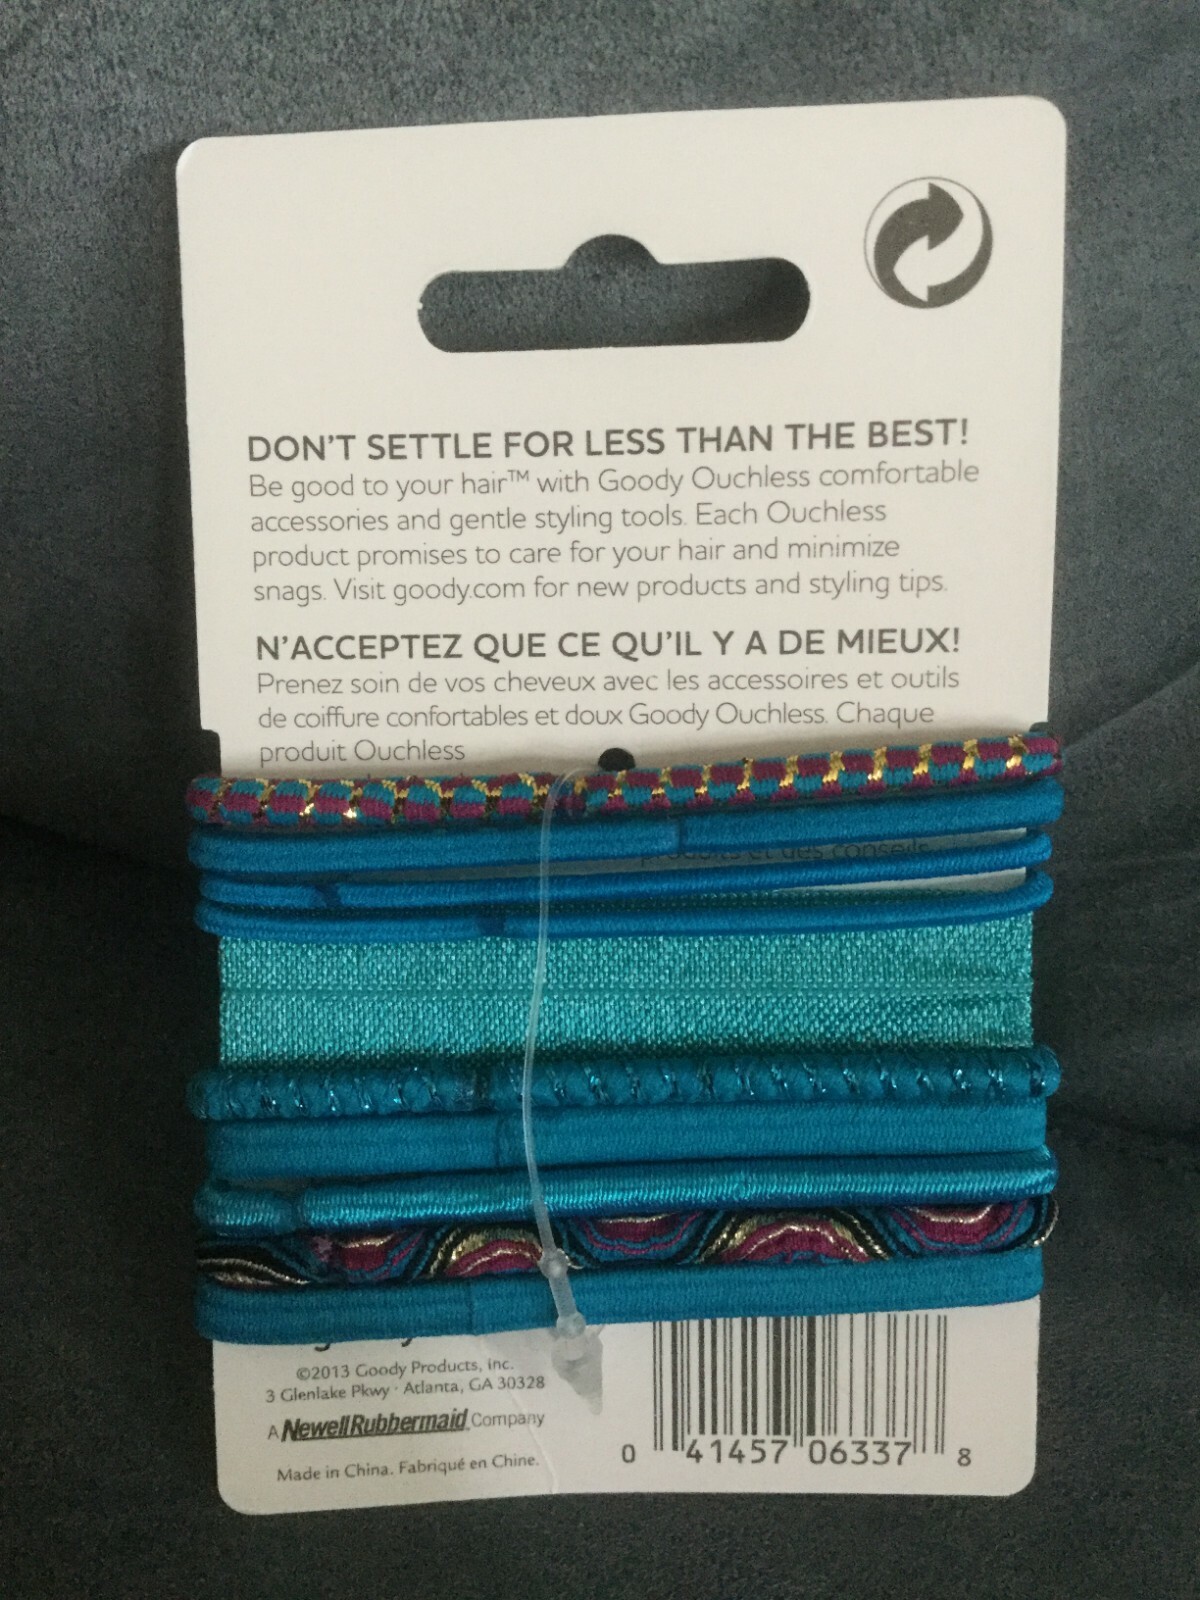 DON'T SETTLE FOR LESS THAN THE BEST!
Be good to your hair™ with Goody Ouchless comfortable
accessories and gentle styling tools. Each Ouchless
product promises to care for your hair and minimize
snags. Visit goody.com for new products and styling tips.
N'ACCEPTEZ QUE CE QU'IL Y A DE MIEUX!
Prenez soin de vos cheveux avec les accessoires et outils
de coiffure confortables et doux Goody Ouchless. Chaque
produit Ouchless
produits et des conseils
©2013 Goody Products, Inc.
3 Glenlake Pkwy · Atlanta, GA 30328
A NewellRubbermaid Company
Made in China. Fabriqué en Chine.
0 41457 06337 8